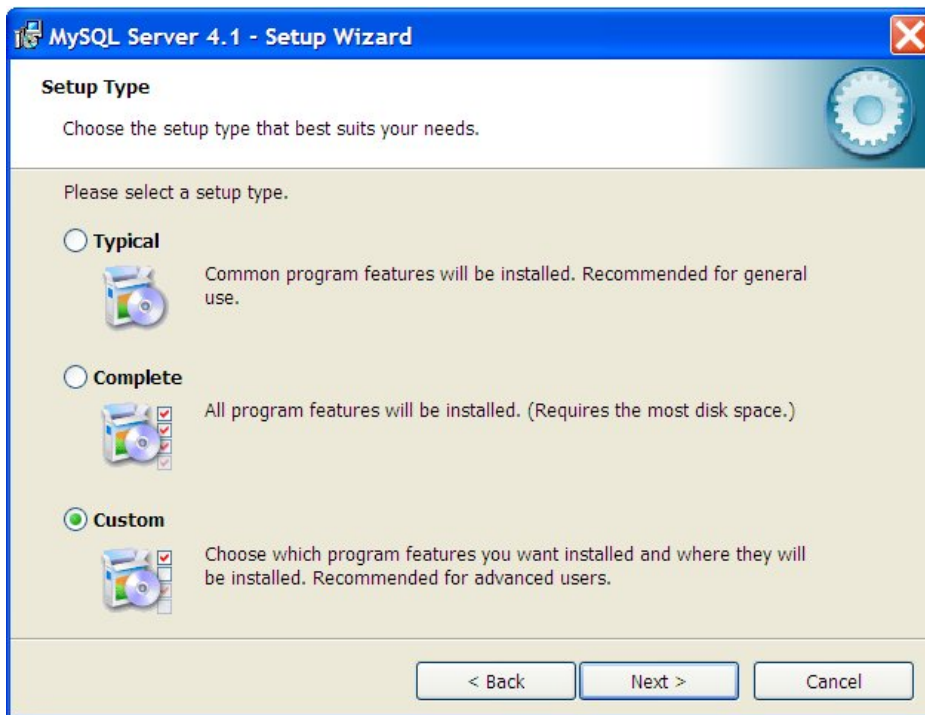 MySQL Server 4.1 - Setup Wizard
Setup Type
Choose the setup type that best suits your needs.
Please select a setup type.
Typical
Common program features will be installed. Recommended for general
use.
Complete
All program features will be installed. (Requires the most disk space.)
Custom
Choose which program features you want installed and where they will
be installed. Recommended for advanced users.
< Back
Next >
Cancel